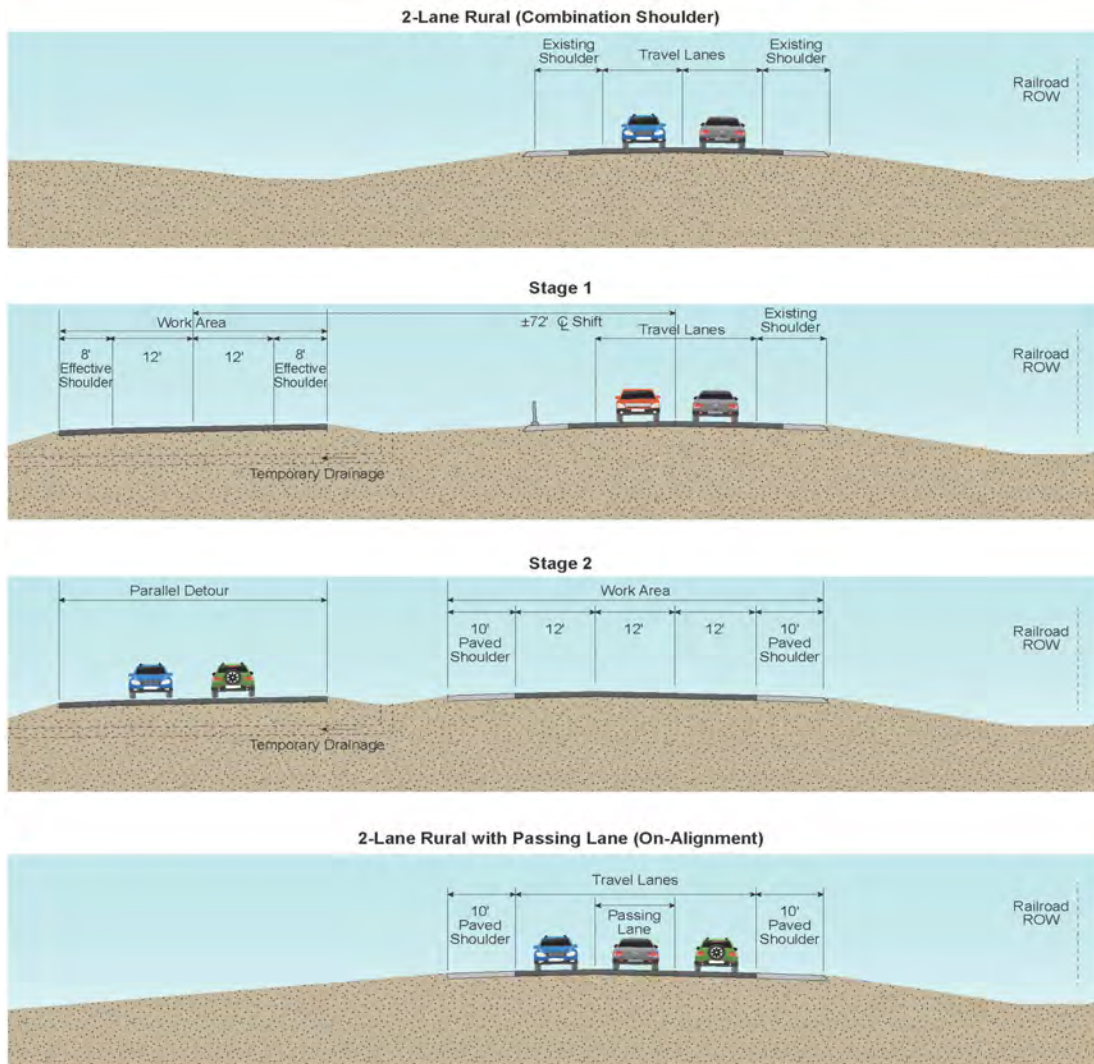 2-Lane Rural (Combination Shoulder)
Existing
Shoulder
Travel Lanes
Existing
Shoulder
Railroad
ROW
Stage 1
Work Area
±72' ℄ Shift
Travel Lanes
Existing
Shoulder
8'
Effective
Shoulder
12'
12'
8'
Effective
Shoulder
Railroad
ROW
Temporary Drainage
Stage 2
Parallel Detour
Work Area
10'
Paved
Shoulder
12'
12'
12'
10'
Paved
Shoulder
Railroad
ROW
Temporary Drainage
2-Lane Rural with Passing Lane (On-Alignment)
Travel Lanes
10'
Paved
Shoulder
Passing
Lane
10'
Paved
Shoulder
Railroad
ROW